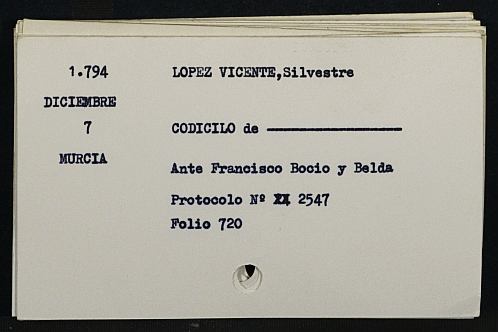 1.794 LOPEZ VICENTE,Silvestre
DICIEMBRE
7 CODICILO de --------------------
MURCIA
Ante Francisco Bocio y Belda
Protocolo Nº 2547
Folio 720